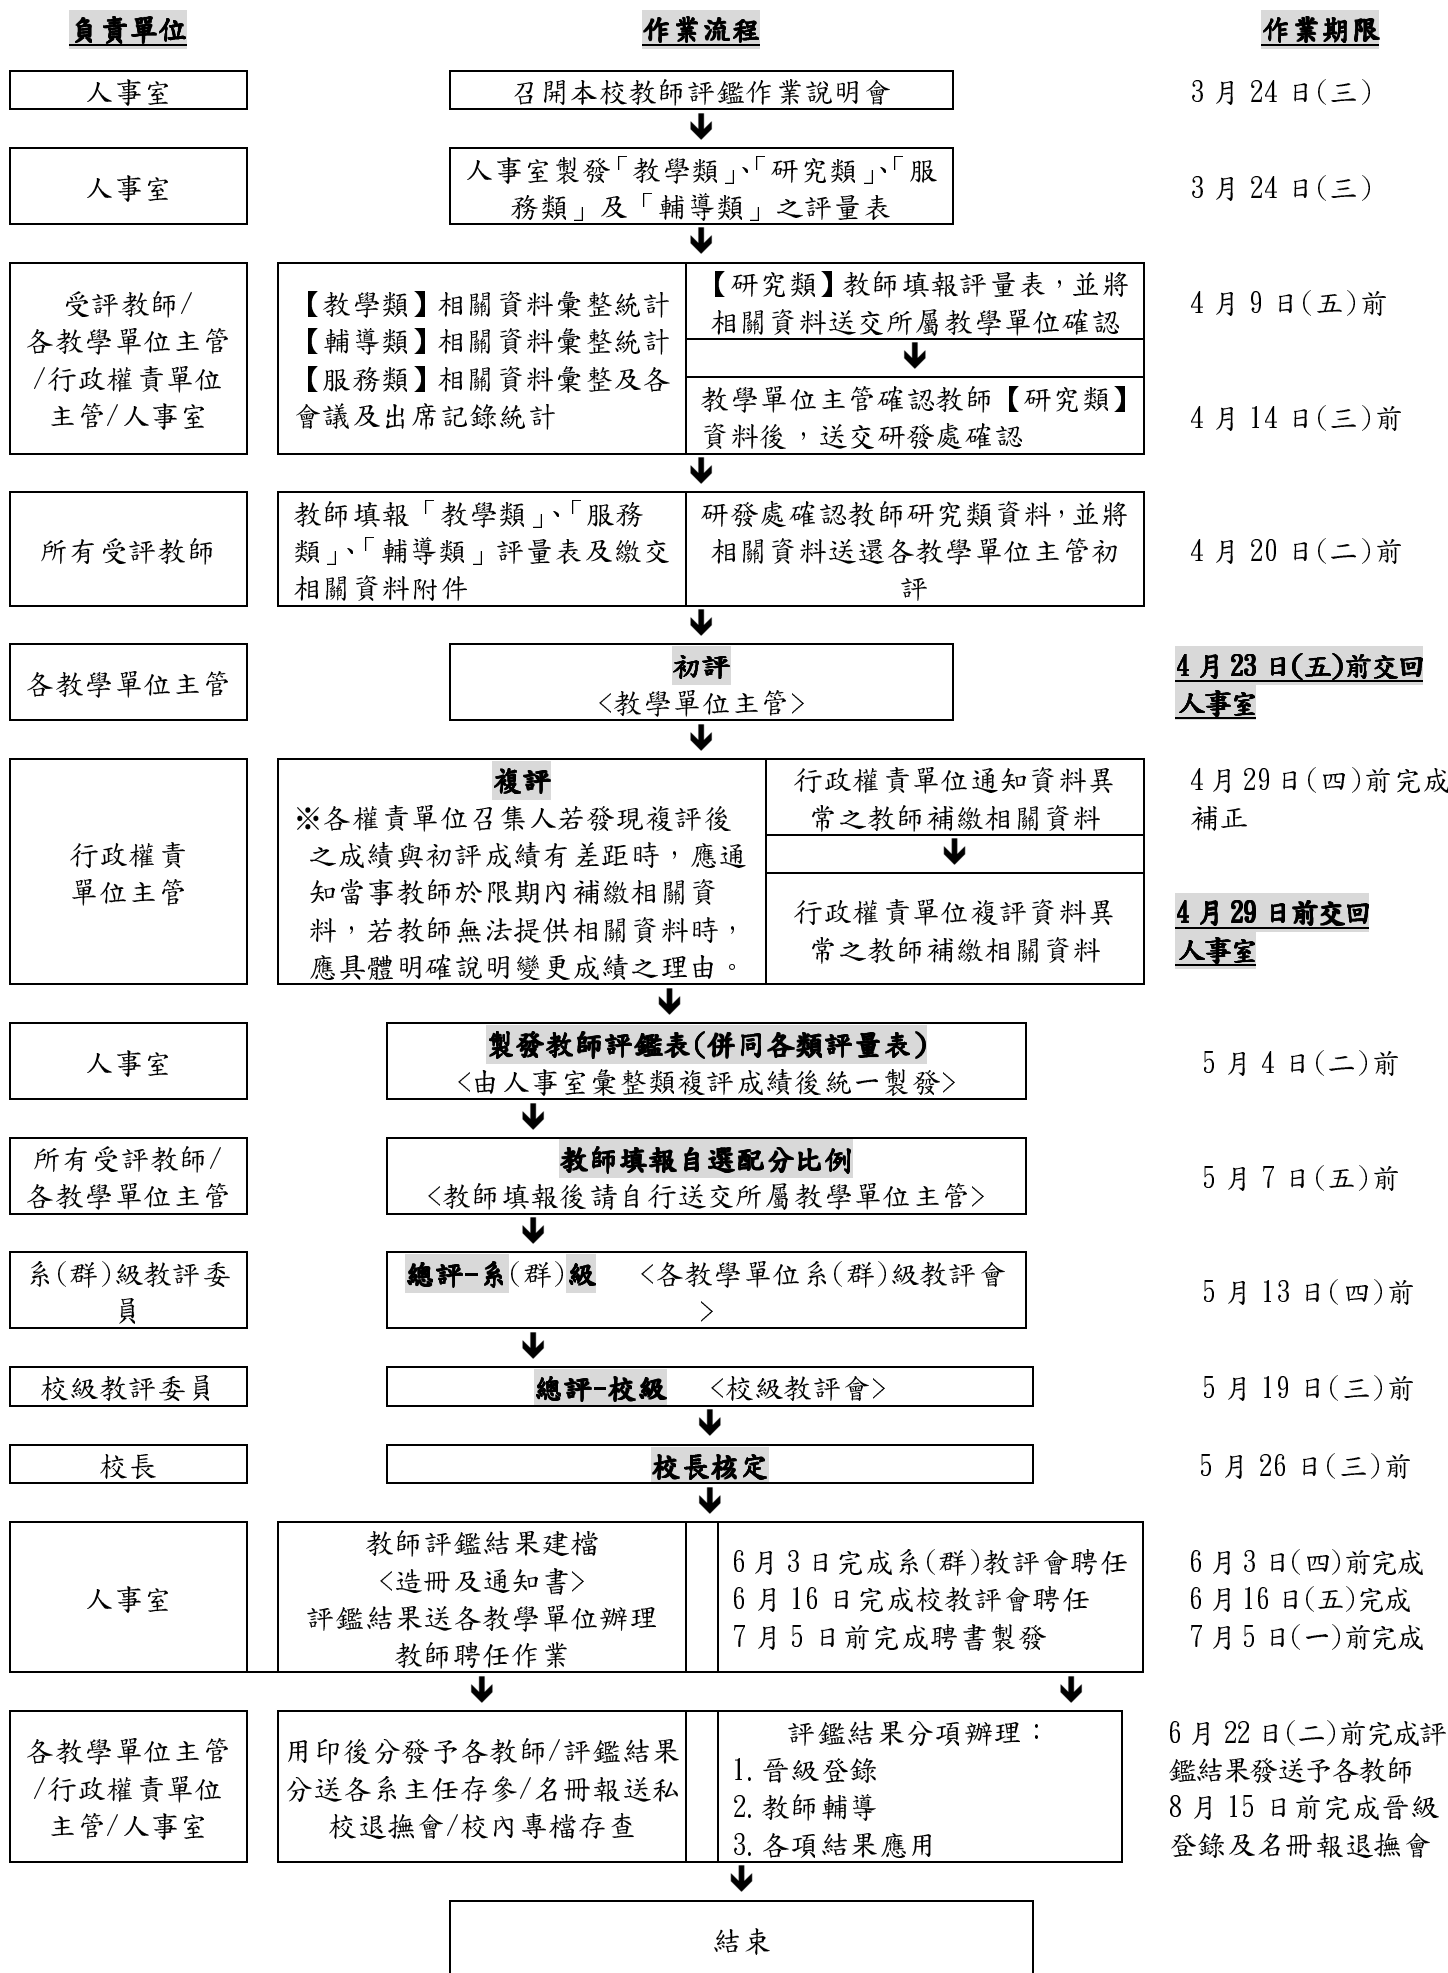 負責單位
作業流程
作業期限
人事室
召開本校教師評鑑作業說明會
3 月 24 日(三)
人事室
人事室製發「教學類」、「研究類」、「服
務類」及「輔導類」之評量表
3 月 24 日(三)
受評教師/
各教學單位主管
/行政權責單位
主管/人事室
【教學類】相關資料彙整統計
【輔導類】相關資料彙整統計
【服務類】相關資料彙整及各
會議及出席記錄統計
【研究類】教師填報評量表，並將
相關資料送交所屬教學單位確認
4 月 9 日(五)前
教學單位主管確認教師【研究類】
資料後，送交研發處確認
4 月 14 日(三)前
所有受評教師
教師填報「教學類」、「服務
類」、「輔導類」評量表及繳交
相關資料附件
研發處確認教師研究類資料，並將
相關資料送還各教學單位主管初
評
4 月 20 日(二)前
各教學單位主管
初評
<教學單位主管>
4 月 23 日(五)前交回
人事室
行政權責
單位主管
複評
※各權責單位召集人若發現複評後
之成績與初評成績有差距時，應通
知當事教師於限期內補繳相關資
料，若教師無法提供相關資料時，
應具體明確說明變更成績之理由。
行政權責單位通知資料異
常之教師補繳相關資料
4 月 29 日(四)前完成
補正
行政權責單位複評資料異
常之教師補繳相關資料
4 月 29 日前交回
人事室
人事室
製發教師評鑑表(併同各類評量表)
<由人事室彙整類複評成績後統一製發>
5 月 4 日(二)前
所有受評教師/
各教學單位主管
教師填報自選配分比例
<教師填報後請自行送交所屬教學單位主管>
5 月 7 日(五)前
系(群)級教評委
員
總評-系(群)級 <各教學單位系(群)級教評會
>
5 月 13 日(四)前
校級教評委員
總評-校級 <校級教評會>
5 月 19 日(三)前
校長
校長核定
5 月 26 日(三)前
人事室
教師評鑑結果建檔
<造冊及通知書>
評鑑結果送各教學單位辦理
教師聘任作業
6 月 3 日完成系(群)教評會聘任
6 月 16 日完成校教評會聘任
7 月 5 日前完成聘書製發
6 月 3 日(四)前完成
6 月 16 日(五)完成
7 月 5 日(一)前完成
各教學單位主管
/行政權責單位
主管/人事室
用印後分發予各教師/評鑑結果
分送各系主任存參/名冊報送私
校退撫會/校內專檔存查
評鑑結果分項辦理：
1. 晉級登錄
2. 教師輔導
3. 各項結果應用
6 月 22 日(二)前完成評
鑑結果發送予各教師
8 月 15 日前完成晉級
登錄及名冊報退撫會
結束